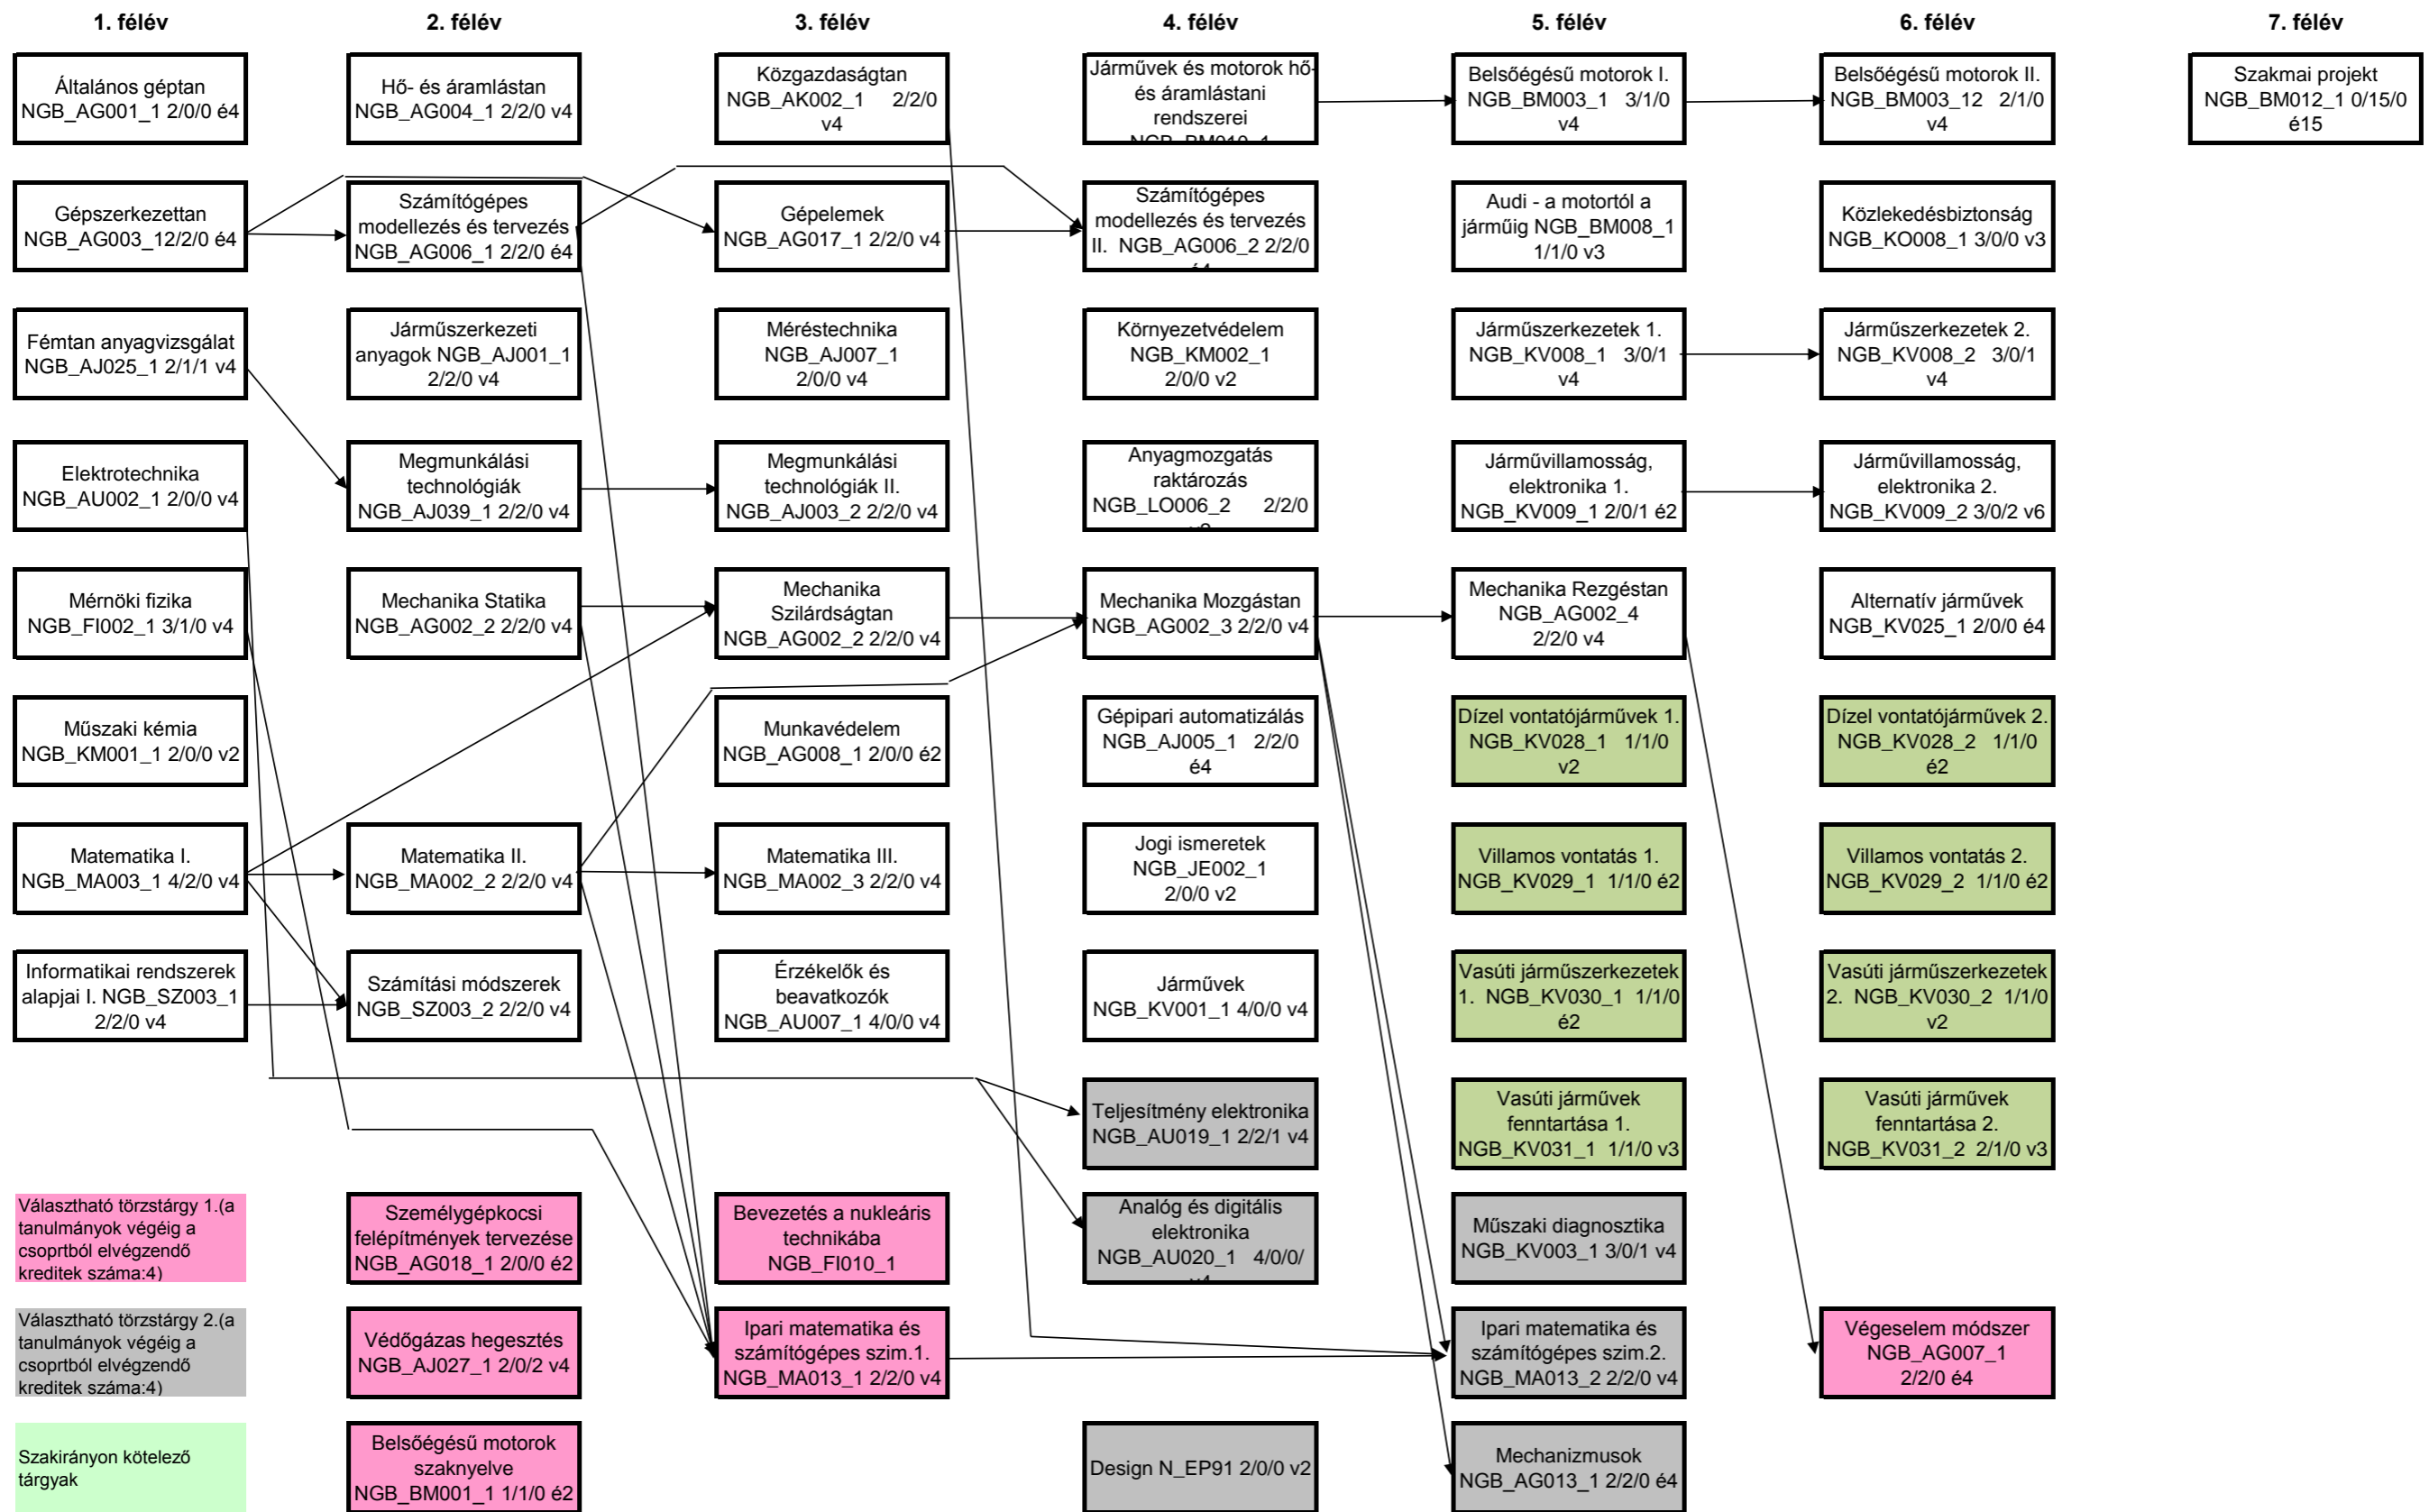 1. félév
2. félév
3. félév
4. félév
5. félév
6. félév
7. félév
Általános géptan
NGB_AG001_1 2/0/0 é4
Hő- és áramlástan
NGB_AG004_1 2/2/0 v4
Közgazdaságtan
NGB_AK002_1 2/2/0
v4
Járművek és motorok hő-
és áramlástani
rendszerei
NGB_BM010_1
Belsőégésű motorok I.
NGB_BM003_1 3/1/0
v4
Belsőégésű motorok II.
NGB_BM003_12 2/1/0
v4
Szakmai projekt
NGB_BM012_1 0/15/0
é15
Gépszerkezettan
NGB_AG003_12/2/0 é4
Számítógépes
modellezés és tervezés
NGB_AG006_1 2/2/0 é4
Gépelemek
NGB_AG017_1 2/2/0 v4
Számítógépes
modellezés és tervezés
II. NGB_AG006_2 2/2/0
é4
Audi - a motortól a
járműig NGB_BM008_1
1/1/0 v3
Közlekedésbiztonság
NGB_KO008_1 3/0/0 v3
Fémtan anyagvizsgálat
NGB_AJ025_1 2/1/1 v4
Járműszerkezeti
anyagok NGB_AJ001_1
2/2/0 v4
Méréstechnika
NGB_AJ007_1
2/0/0 v4
Környezetvédelem
NGB_KM002_1
2/0/0 v2
Járműszerkezetek 1.
NGB_KV008_1 3/0/1
v4
Járműszerkezetek 2.
NGB_KV008_2 3/0/1
v4
Elektrotechnika
NGB_AU002_1 2/0/0 v4
Megmunkálási
technológiák
NGB_AJ039_1 2/2/0 v4
Megmunkálási
technológiák II.
NGB_AJ003_2 2/2/0 v4
Anyagmozgatás
raktározás
NGB_LO006_2 2/2/0
Járművillamosság,
elektronika 1.
NGB_KV009_1 2/0/1 é2
Járművillamosság,
elektronika 2.
NGB_KV009_2 3/0/2 v6
Mérnöki fizika
NGB_FI002_1 3/1/0 v4
Mechanika Statika
NGB_AG002_2 2/2/0 v4
Mechanika
Szilárdságtan
NGB_AG002_2 2/2/0 v4
Mechanika Mozgástan
NGB_AG002_3 2/2/0 v4
Mechanika Rezgéstan
NGB_AG002_4
2/2/0 v4
Alternatív járművek
NGB_KV025_1 2/0/0 é4
Műszaki kémia
NGB_KM001_1 2/0/0 v2
Munkavédelem
NGB_AG008_1 2/0/0 é2
Gépipari automatizálás
NGB_AJ005_1 2/2/0
é4
Dízel vontatójárművek 1.
NGB_KV028_1 1/1/0
v2
Dízel vontatójárművek 2.
NGB_KV028_2 1/1/0
é2
Matematika I.
NGB_MA003_1 4/2/0 v4
Matematika II.
NGB_MA002_2 2/2/0 v4
Matematika III.
NGB_MA002_3 2/2/0 v4
Jogi ismeretek
NGB_JE002_1
2/0/0 v2
Villamos vontatás 1.
NGB_KV029_1 1/1/0 é2
Villamos vontatás 2.
NGB_KV029_2 1/1/0 é2
Informatikai rendszerek
alapjai I. NGB_SZ003_1
2/2/0 v4
Számítási módszerek
NGB_SZ003_2 2/2/0 v4
Érzékelők és
beavatkozók
NGB_AU007_1 4/0/0 v4
Járművek
NGB_KV001_1 4/0/0 v4
Vasúti járműszerkezetek
1. NGB_KV030_1 1/1/0
é2
Vasúti járműszerkezetek
2. NGB_KV030_2 1/1/0
v2
Teljesítmény elektronika
NGB_AU019_1 2/2/1 v4
Vasúti járművek
fenntartása 1.
NGB_KV031_1 1/1/0 v3
Vasúti járművek
fenntartása 2.
NGB_KV031_2 2/1/0 v3
Választható törzstárgy 1.(a
tanulmányok végéig a
csoprtból elvégzendő
kreditek száma:4)
Személygépkocsi
felépítmények tervezése
NGB_AG018_1 2/0/0 é2
Bevezetés a nukleáris
technikába
NGB_FI010_1
Analóg és digitális
elektronika
NGB_AU020_1 4/0/0/
v4
Műszaki diagnosztika
NGB_KV003_1 3/0/1 v4
Választható törzstárgy 2.(a
tanulmányok végéig a
csoprtból elvégzendő
kreditek száma:4)
Védőgázas hegesztés
NGB_AJ027_1 2/0/2 v4
Ipari matematika és
számítógépes szim.1.
NGB_MA013_1 2/2/0 v4
Ipari matematika és
számítógépes szim.2.
NGB_MA013_2 2/2/0 v4
Végeselem módszer
NGB_AG007_1
2/2/0 é4
Szakirányon kötelező
tárgyak
Belsőégésű motorok
szaknyelve
NGB_BM001_1 1/1/0 é2
Design N_EP91 2/0/0 v2
Mechanizmusok
NGB_AG013_1 2/2/0 é4